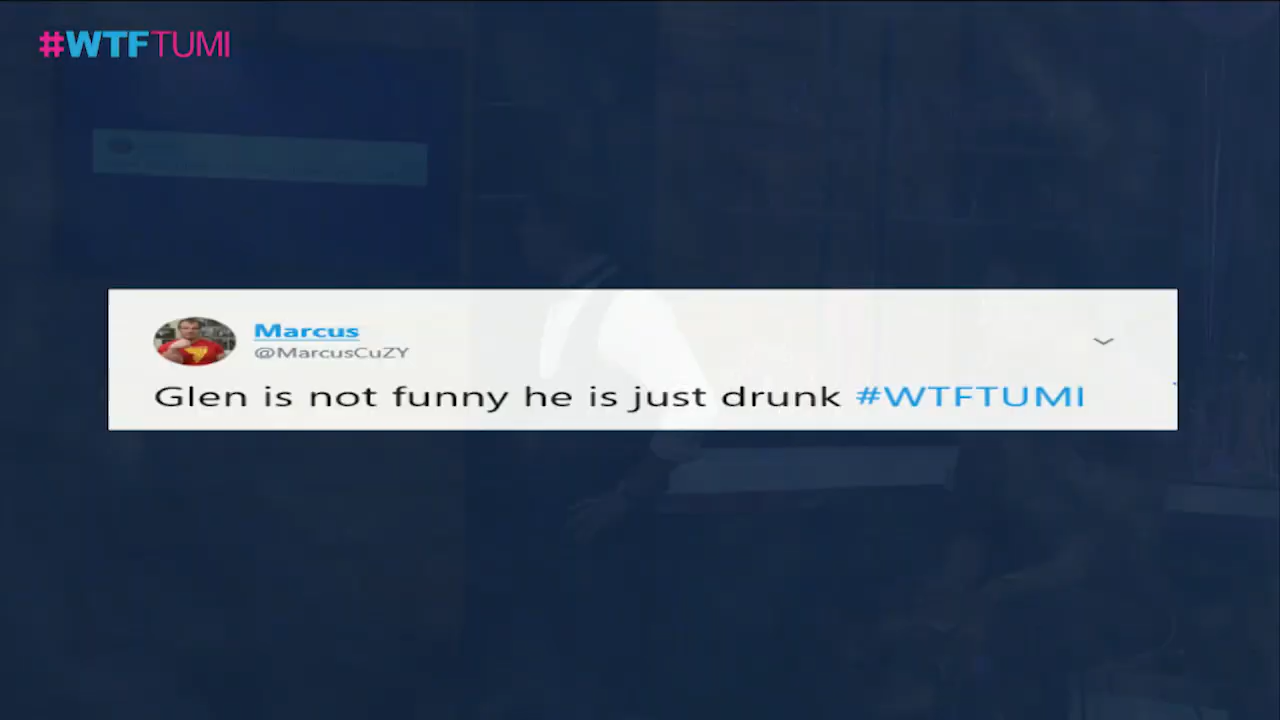 #WTFTUMI
Marcus
@MarcusCuZY
Glen is not funny he is just drunk #WTFTUMI